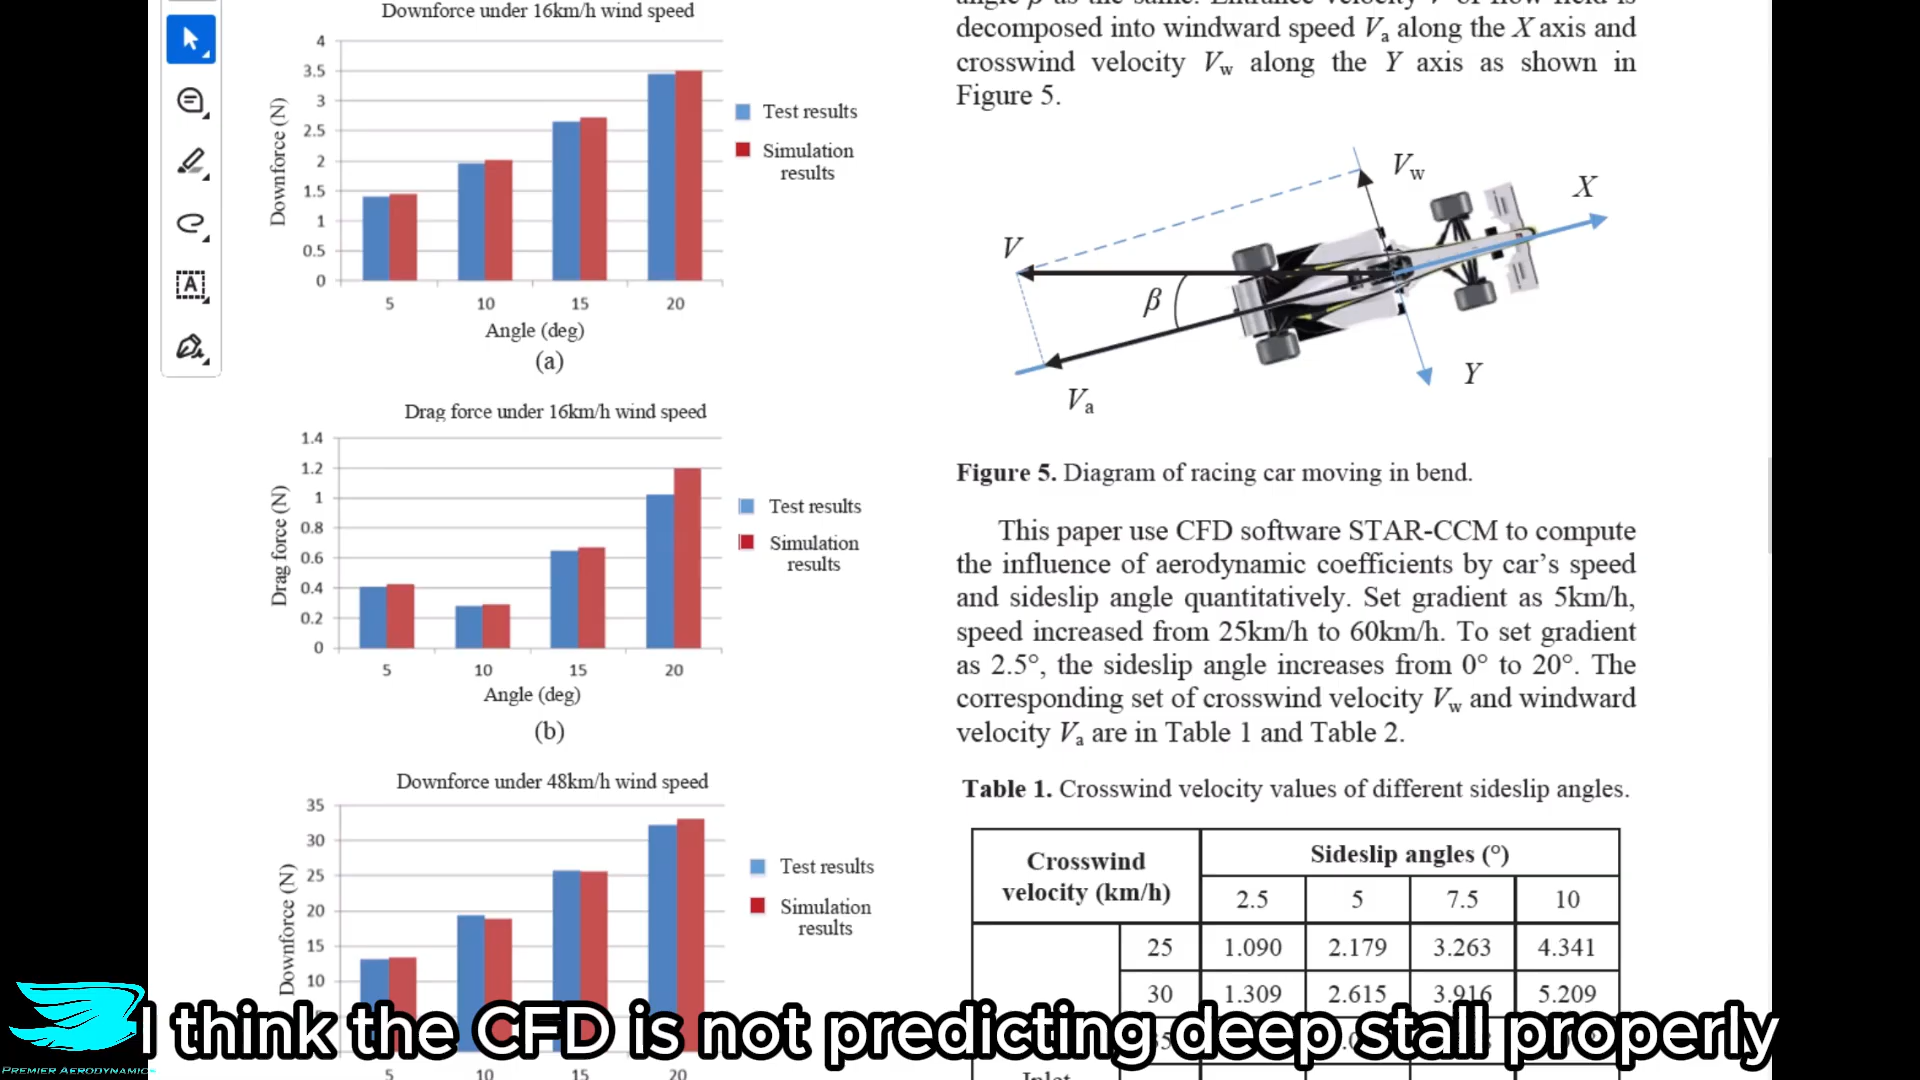 Downforce under 16km/h wind speed
4
3.5
3
2.5
2
1.5
1
0.5
0
Downforce (N)
5 10 15 20
Angle (deg)
(a)
Test results
Simulation
results
Drag force under 16km/h wind speed
1.4
1.2
1
0.8
0.6
0.4
0.2
0
Drag force (N)
5 10 15 20
Angle (deg)
(b)
Test results
Simulation
results
Downforce under 48km/h wind speed
35
30
25
20
15
10
Downforce (N)
5 10 15 20
Test results
Simulation
results
decomposed into windward speed Va along the X axis and
crosswind velocity Vw along the Y axis as shown in
Figure 5.
Vw
X
V
β
Y
Va
Figure 5. Diagram of racing car moving in bend.
This paper use CFD software STAR-CCM to compute
the influence of aerodynamic coefficients by car's speed
and sideslip angle quantitatively. Set gradient as 5km/h,
speed increased from 25km/h to 60km/h. To set gradient
as 2.5°, the sideslip angle increases from 0° to 20°. The
corresponding set of crosswind velocity Vw and windward
velocity Va are in Table 1 and Table 2.
Table 1. Crosswind velocity values of different sideslip angles.
Crosswind
velocity (km/h)
Sideslip angles (°)
2.5 5 7.5 10
25 1.090 2.179 3.263 4.341
30 1.309 2.615 3.916 5.209
Inlet
I think the CFD is not predicting deep stall properly
PREMIER AERODYNAMICS
A